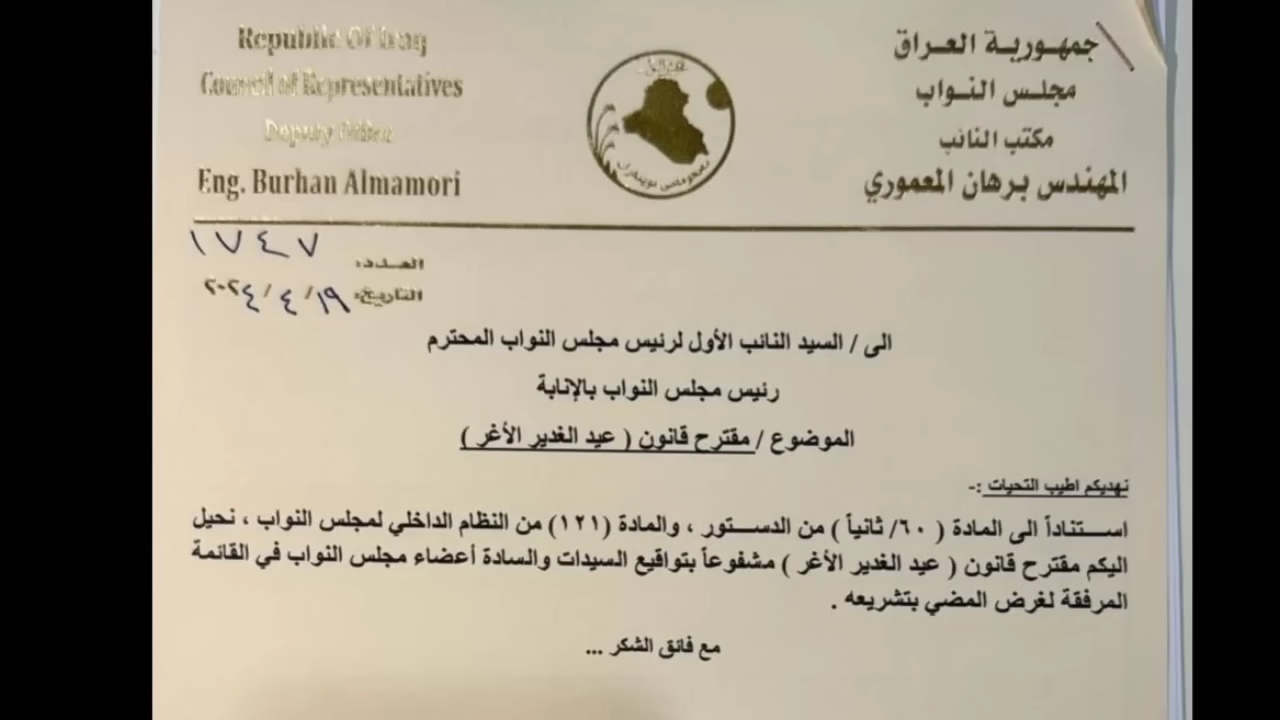 Republic Of Iraq
Council of Representatives
Deputy Office
Eng. Burhan Almamori
جمهورية العراق
مجلس النواب
مكتب النائب
المهندس برهان المعموري
العدد: ١٧٤٧
التاريخ: ١٩/ ٤/ ٢٠٢٤
الى / السيد النائب الأول لرئيس مجلس النواب المحترم
رئيس مجلس النواب بالإنابة
الموضوع / مقترح قانون ( عيد الغدير الأغر )
نهديكم اطيب التحيات :-
استناداً الى المادة ( ٦٠/ ثانياً ) من الدستور ، والمادة (١٢١) من النظام الداخلي لمجلس النواب ، نحيل
اليكم مقترح قانون ( عيد الغدير الأغر ) مشفوعاً بتواقيع السيدات والسادة أعضاء مجلس النواب في القائمة
المرفقة لغرض المضي بتشريعه .
مع فائق الشكر ...